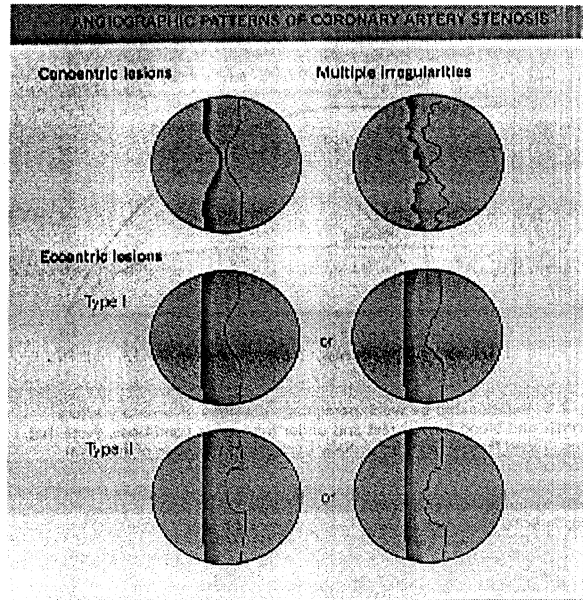 ANGIOGRAPHIC PATTERNS OF CORONARY ARTERY STENOSIS
Concentric lesions
Multiple irregularities
Eccentric lesions
Type I
or
Type II
or